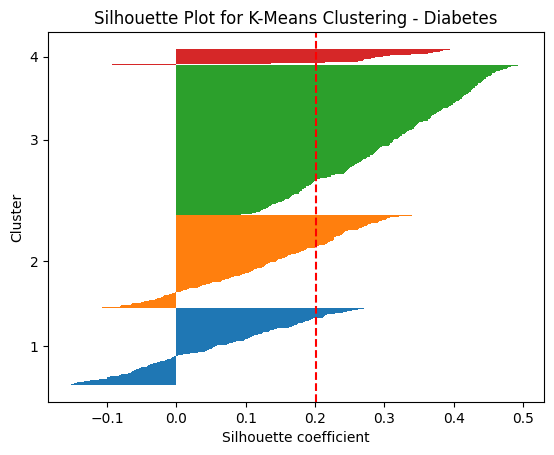 Silhouette Plot for K-Means Clustering - Diabetes
4
3
2
1
Cluster
−0.1 0.0 0.1 0.2 0.3 0.4 0.5
Silhouette coefficient